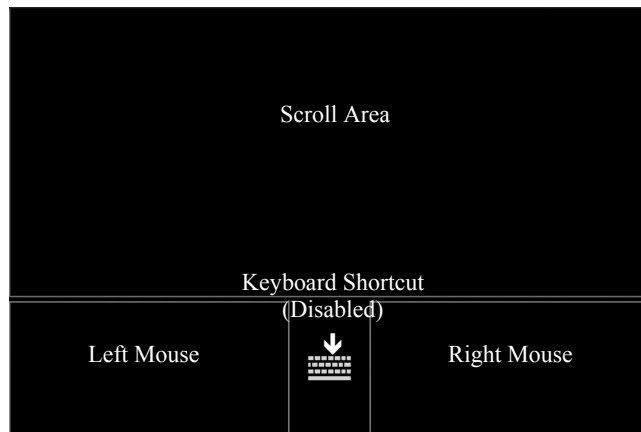 Scroll Area
Keyboard Shortcut
(Disabled)
Left Mouse
Right Mouse